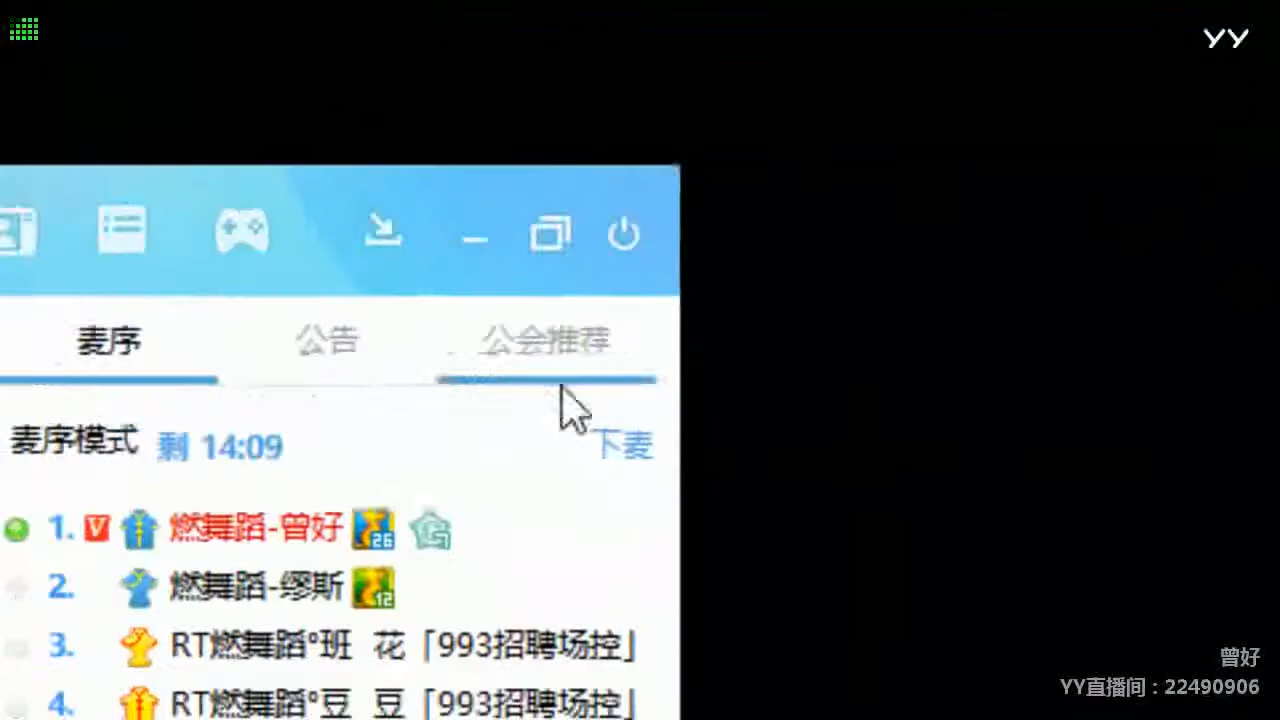 YY
麦序 公告 公会推荐
麦序模式 剩 14:09 下麦
1. V 燃舞蹈-曾好 26
2. 燃舞蹈-缪斯 12
3. RT燃舞蹈°班 花「993招聘场控」
4. RT燃舞蹈°豆 豆「993招聘场控」
曾好
YY直播间：22490906